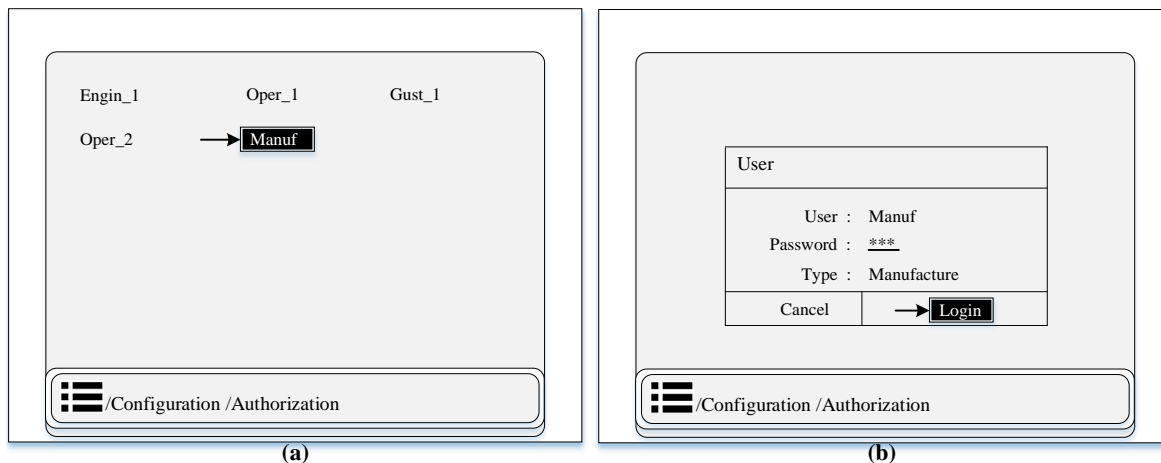 Engin_1 Oper_1 Gust_1
Oper_2 Manuf
/Configuration /Authorization
(a)
User
User : Manuf
Password : ***
Type : Manufacture
Cancel Login
/Configuration /Authorization
(b)